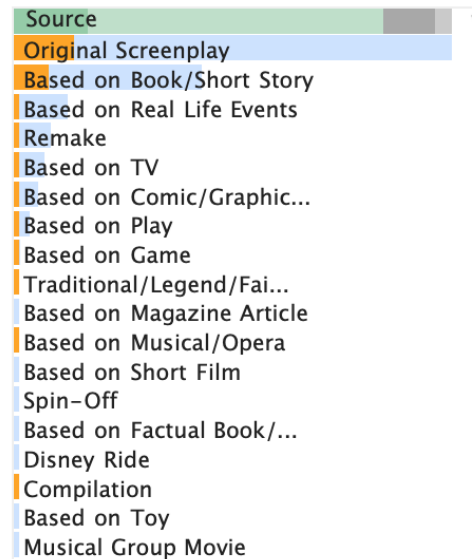 Source
Original Screenplay
Based on Book/Short Story
Based on Real Life Events
Remake
Based on TV
Based on Comic/Graphic...
Based on Play
Based on Game
Traditional/Legend/Fai...
Based on Magazine Article
Based on Musical/Opera
Based on Short Film
Spin-Off
Based on Factual Book/...
Disney Ride
Compilation
Based on Toy
Musical Group Movie